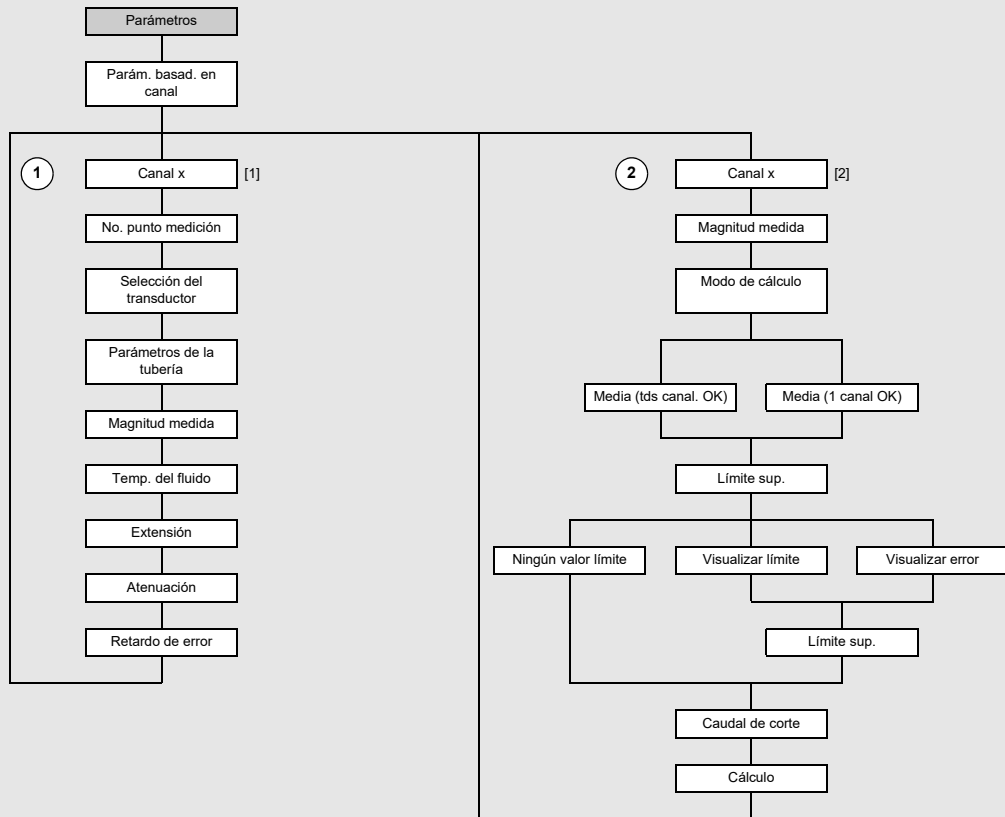 Parámetros
Parám. basad. en
canal
1
Canal x
[1]
No. punto medición
Selección del
transductor
Parámetros de la
tubería
Magnitud medida
Temp. del fluido
Extensión
Atenuación
Retardo de error
2
Canal x
[2]
Magnitud medida
Modo de cálculo
Media (tds canal. OK)
Media (1 canal OK)
Límite sup.
Ningún valor límite
Visualizar límite
Visualizar error
Límite sup.
Caudal de corte
Cálculo